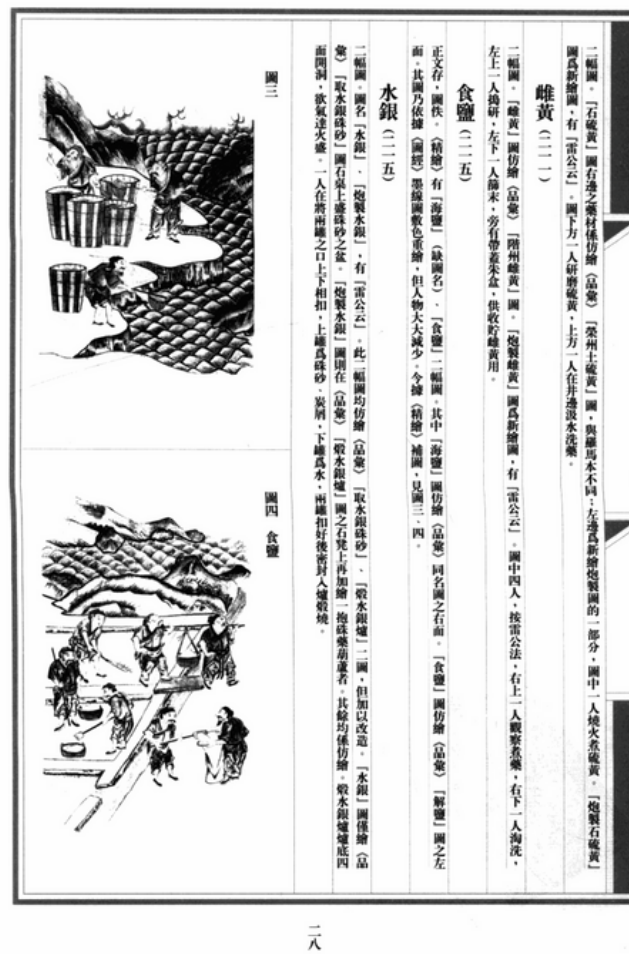 二幅圖。『石硫黃』圖右邊之藥材係仿繪〈品彙〉『榮州土硫黃』圖，與羅馬本不同；左邊爲新繪炮製圖的一部分，圖中一人燒火煮硫黃。『炮製石硫黃』
圖爲新繪圖，有『雷公云』。圖下方一人研磨硫黃，上方一人在井邊汲水洗藥。
雌黃（二一一）
二幅圖。『雌黃』圖仿繪〈品彙〉『階州雌黃』圖。『炮製雌黃』圖爲新繪圖，有『雷公云』。圖中四人，按雷公法，右上一人觀察煮藥，右下一人淘洗，
左上一人搗研，左下一人篩末，旁有帶蓋朱盒，供收貯雌黃用。
食鹽（二一五）
正文存，圖佚。〈精繪〉有『海鹽』（缺圖名）、『食鹽』二幅圖。其中『海鹽』圖仿繪〈品彙〉同名圖之右面。『食鹽』圖仿繪〈品彙〉『解鹽』圖之左
面。其圖乃依據〈圖經〉墨線圖敷色重繪，但人物大大減少。今據〈精繪〉補圖，見圖三、四。
水銀（二二五）
二幅圖。圖名『水銀』、『炮製水銀』，有『雷公云』。此二幅圖均仿繪〈品彙〉『取水銀硃砂』、『煅水銀爐』二圖，但加以改造。『水銀』圖僅繪〈品
彙〉『取水銀硃砂』圖石桌上盛硃砂之盆。『炮製水銀』圖則在〈品彙〉『煅水銀爐』圖之石凳上再加繪一抱硃藥葫蘆者。其餘均係仿繪。煅水銀爐爐底四
面開洞，欲氣達火盛。一人在將兩罐之口上下相扣，上罐爲硃砂、炭屑，下罐爲水，兩罐扣好後密封入爐煅燒。
圖三
圖四 食鹽
二八